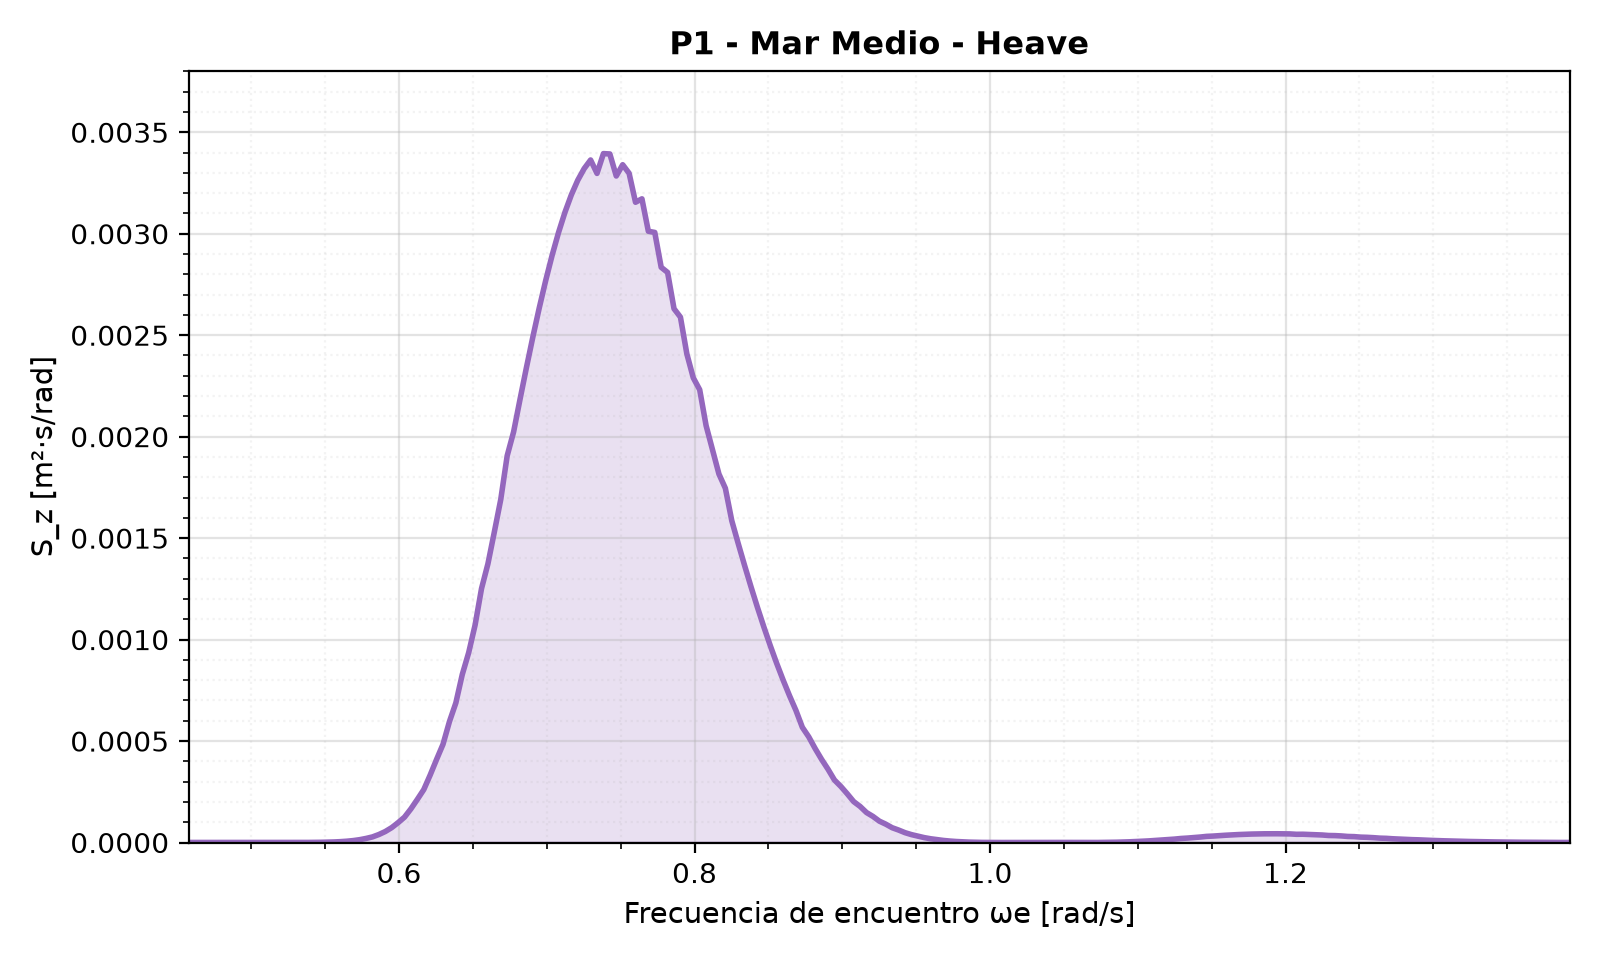 P1 - Mar Medio - Heave
S_z [m²·s/rad]
0.0035
0.0030
0.0025
0.0020
0.0015
0.0010
0.0005
0.0000
0.6 0.8 1.0 1.2
Frecuencia de encuentro ωe [rad/s]